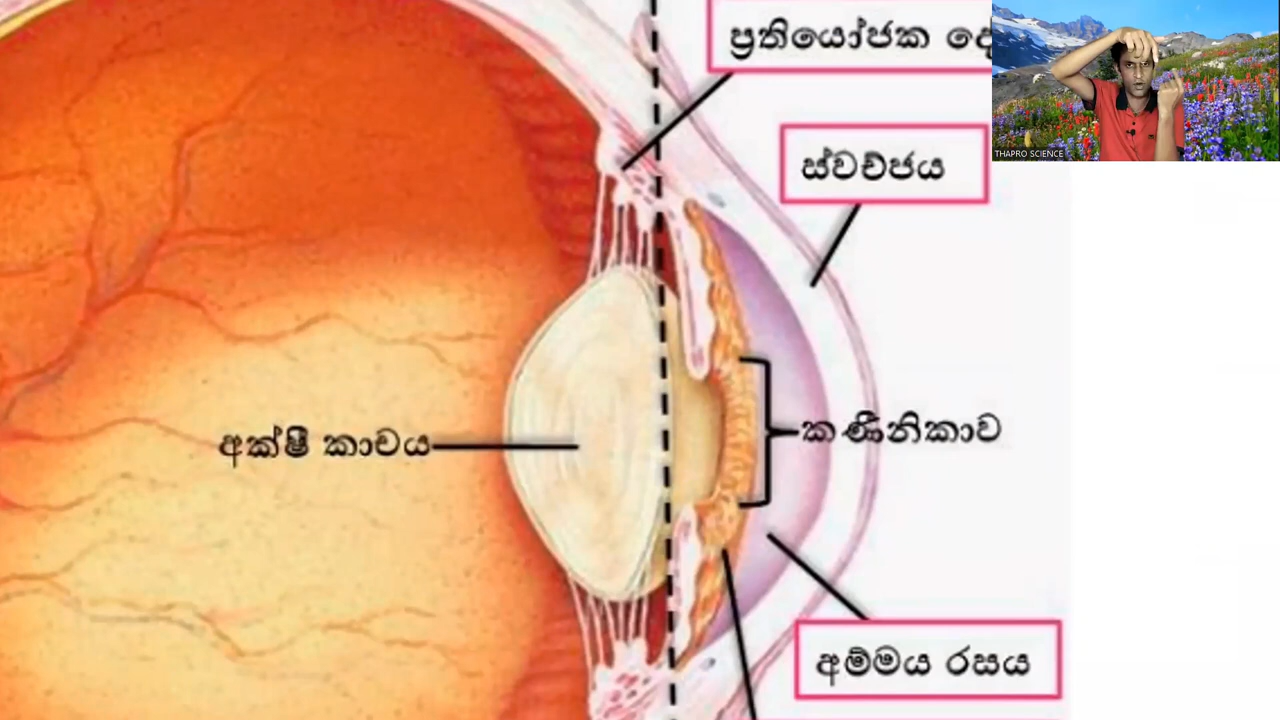 ප්‍රතියෝජක
THAPRO SCIENCE
ස්වච්ජය
කණීනිකාව
අක්ෂී කාචය
අම්මය රසය